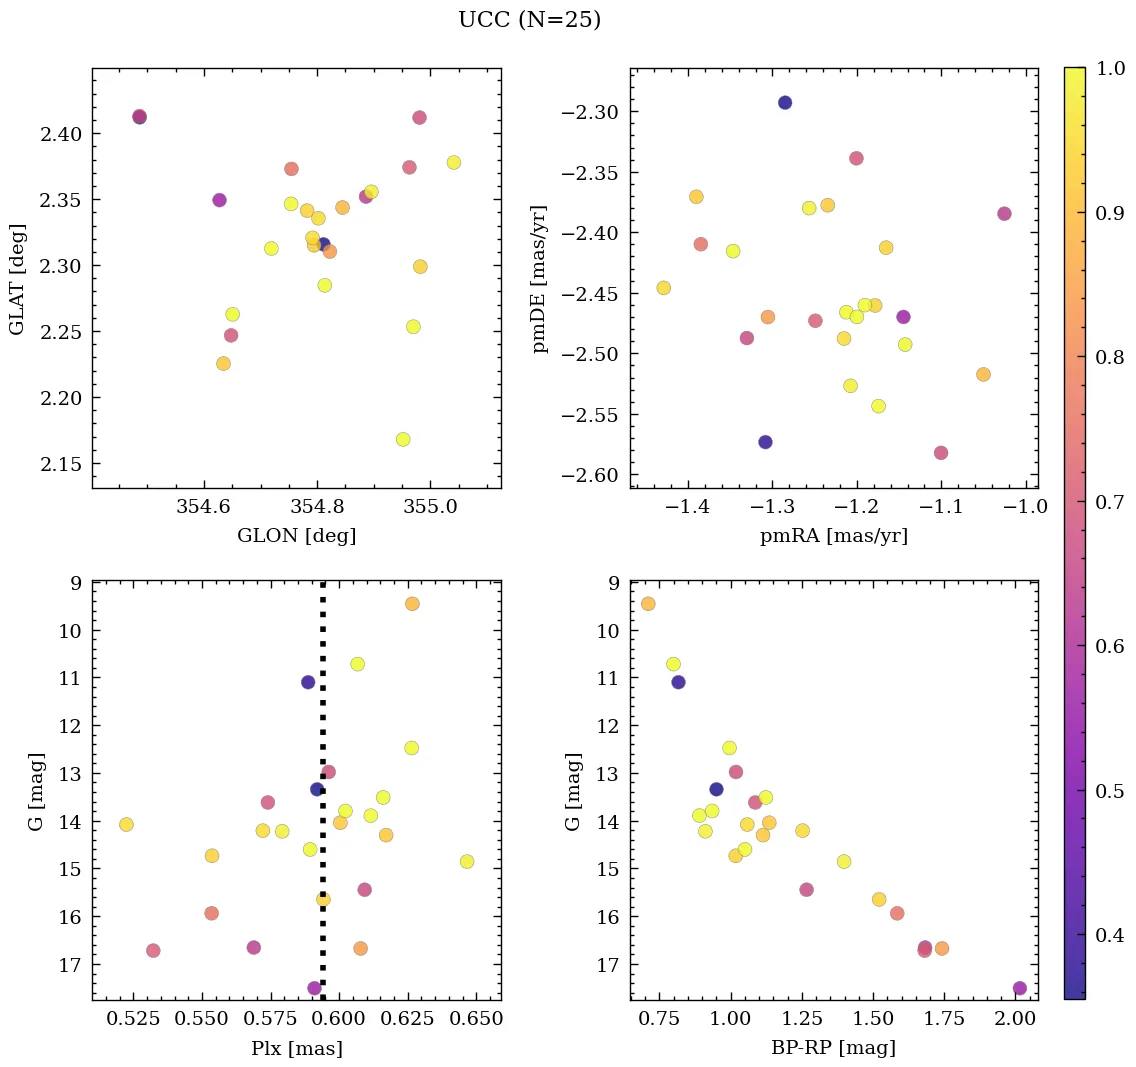 UCC (N=25)
2.40
2.35
2.30
2.25
2.20
2.15
GLAT [deg]
354.6 354.8 355.0
GLON [deg]
−2.30
−2.35
−2.40
−2.45
−2.50
−2.55
−2.60
pmDE [mas/yr]
−1.4 −1.3 −1.2 −1.1 −1.0
pmRA [mas/yr]
1.0
0.9
0.8
0.7
0.6
0.5
0.4
9
10
11
12
13
14
15
16
17
G [mag]
0.525 0.550 0.575 0.600 0.625 0.650
Plx [mas]
9
10
11
12
13
14
15
16
17
G [mag]
0.75 1.00 1.25 1.50 1.75 2.00
BP-RP [mag]